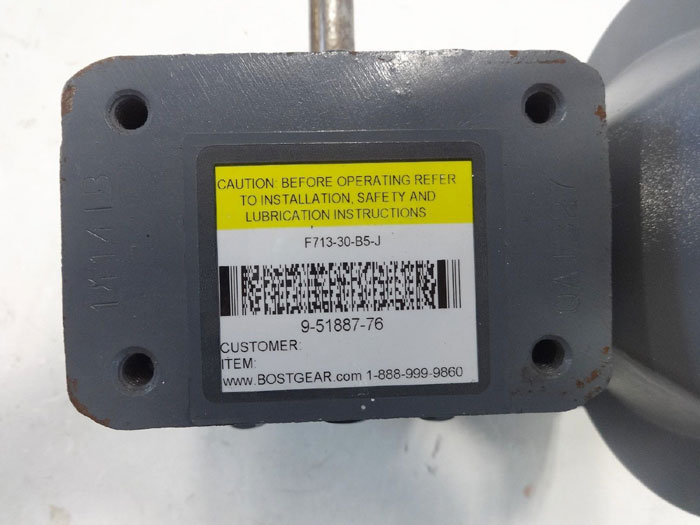 CAUTION: BEFORE OPERATING REFER
TO INSTALLATION, SAFETY AND
LUBRICATION INSTRUCTIONS
F713-30-B5-J
9-51887-76
CUSTOMER:
ITEM:
www.BOSTGEAR.com 1-888-999-9860